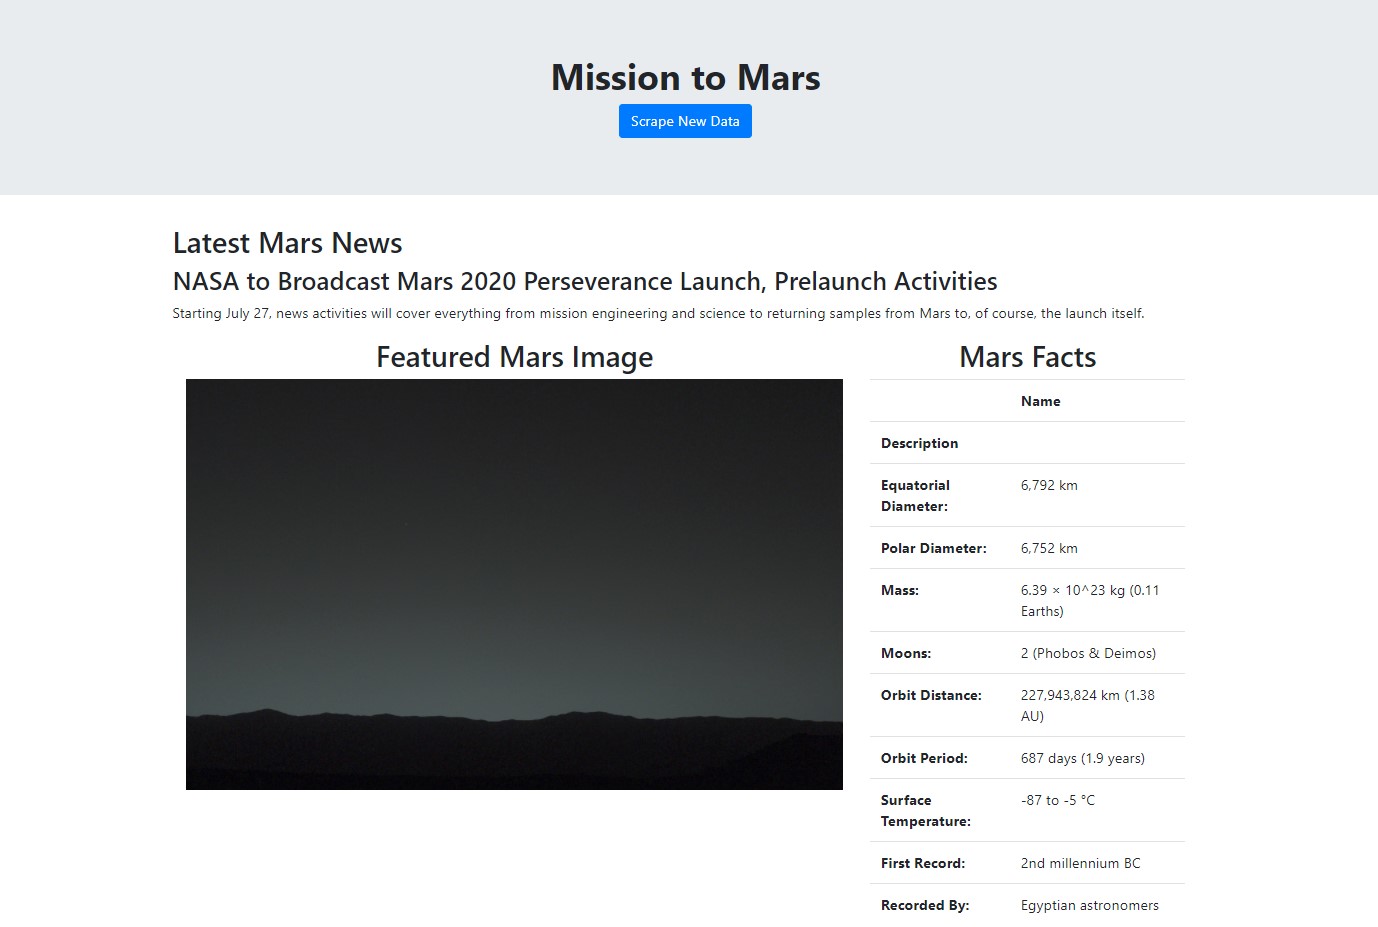 Mission to Mars
Scrape New Data
Latest Mars News
NASA to Broadcast Mars 2020 Perseverance Launch, Prelaunch Activities
Starting July 27, news activities will cover everything from mission engineering and science to returning samples from Mars to, of course, the launch itself.
Featured Mars Image
Mars Facts
Name
Description
Equatorial 6,792 km
Diameter:
Polar Diameter: 6,752 km
Mass: 6.39 × 10^23 kg (0.11
Earths)
Moons: 2 (Phobos & Deimos)
Orbit Distance: 227,943,824 km (1.38
AU)
Orbit Period: 687 days (1.9 years)
Surface -87 to -5 °C
Temperature:
First Record: 2nd millennium BC
Recorded By: Egyptian astronomers